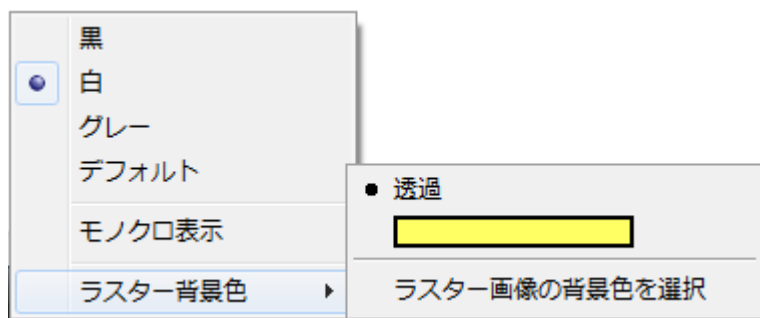 黒
白
グレー
デフォルト
モノクロ表示
ラスター背景色
透過
ラスター画像の背景色を選択